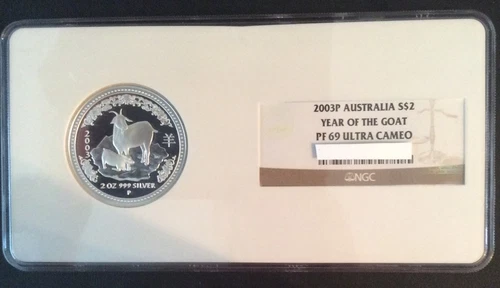 2003
羊
2 OZ 999 SILVER
P
2003P AUSTRALIA S$2
YEAR OF THE GOAT
PF 69 ULTRA CAMEO
NGC